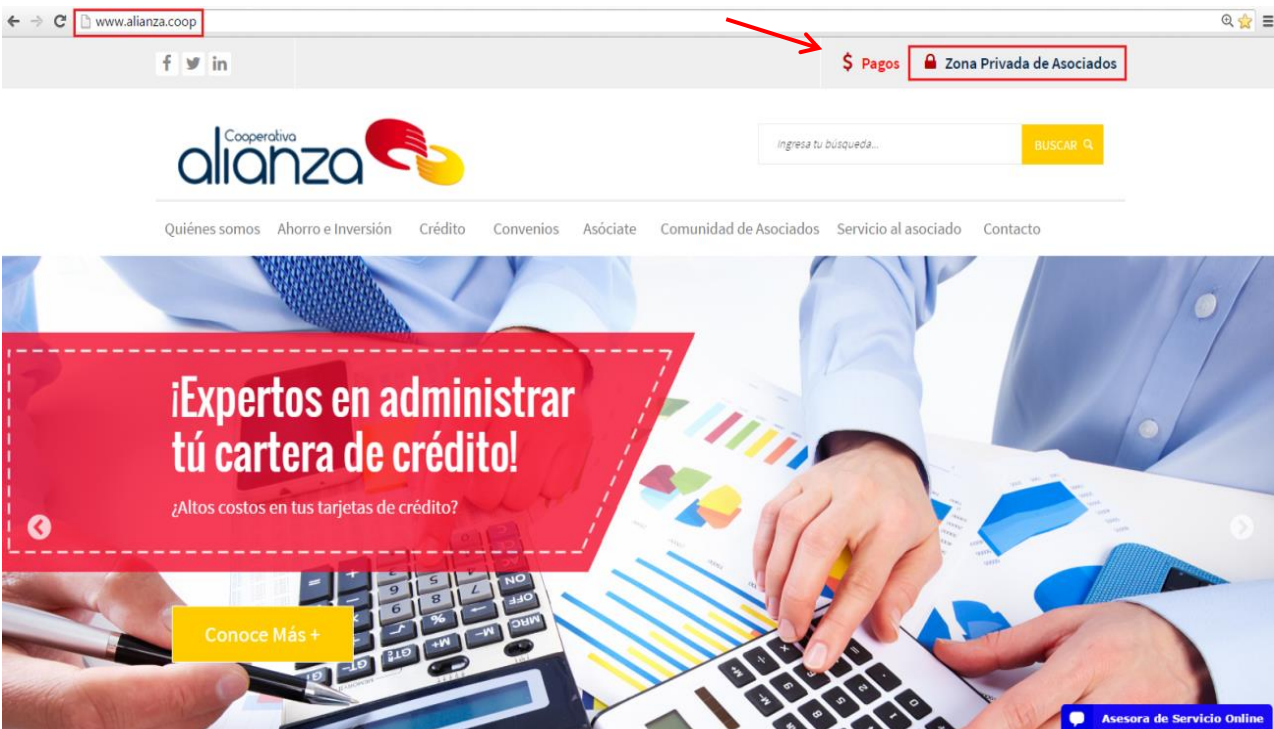 www.alianza.coop
f in
$ Pagos Zona Privada de Asociados
Cooperativa
alianza
Ingresa tu búsqueda...
BUSCAR
Quiénes somos Ahorro e Inversión Crédito Convenios Asóciate Comunidad de Asociados Servicio al asociado Contacto
¡Expertos en administrar
tú cartera de crédito!
¿Altos costos en tus tarjetas de crédito?
Conoce Más +
Asesora de Servicio Online